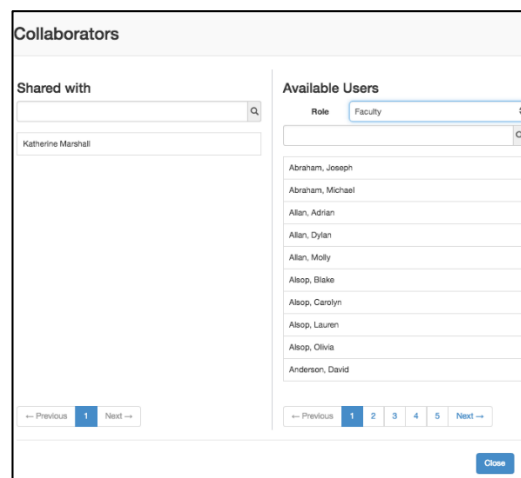 Collaborators
Shared with
Katherine Marshall
← Previous 1 Next →
Available Users
Role Faculty
Abraham, Joseph
Abraham, Michael
Allan, Adrian
Allan, Dylan
Allan, Molly
Alsop, Blake
Alsop, Carolyn
Alsop, Lauren
Alsop, Olivia
Anderson, David
← Previous 1 2 3 4 5 Next →
Close